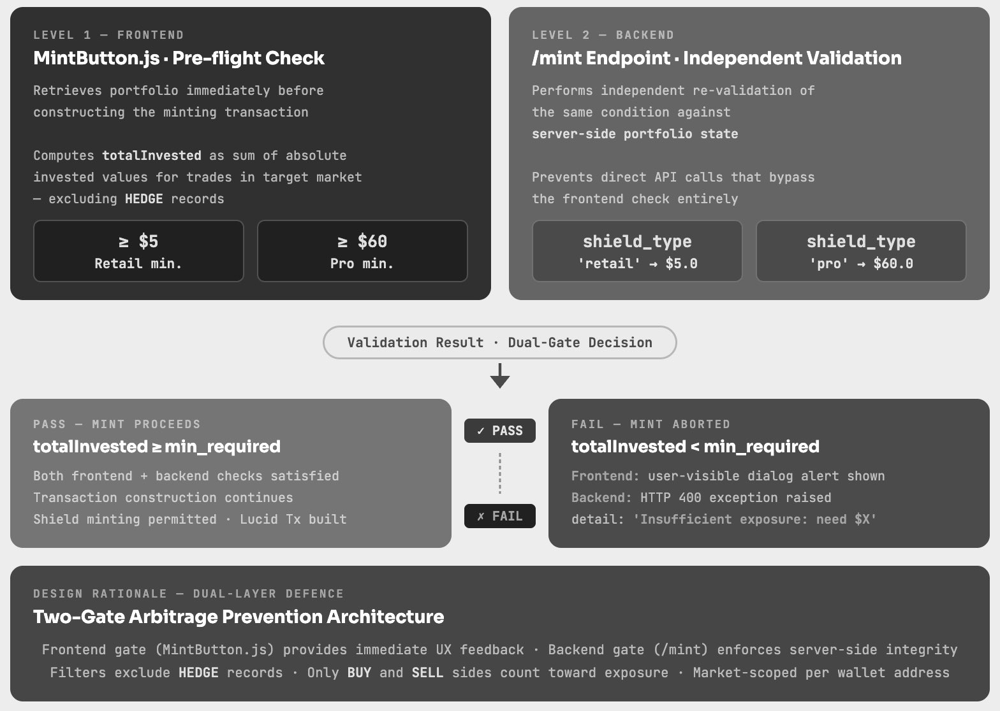 LEVEL 1 — FRONTEND
MintButton.js · Pre-flight Check
Retrieves portfolio immediately before
constructing the minting transaction
Computes totalInvested as sum of absolute
invested values for trades in target market
— excluding HEDGE records
≥ $5
Retail min.
≥ $60
Pro min.
LEVEL 2 — BACKEND
/mint Endpoint · Independent Validation
Performs independent re-validation of
the same condition against
server-side portfolio state
Prevents direct API calls that bypass
the frontend check entirely
shield_type
'retail' → $5.0
shield_type
'pro' → $60.0
Validation Result · Dual-Gate Decision
PASS — MINT PROCEEDS
totalInvested ≥ min_required
Both frontend + backend checks satisfied
Transaction construction continues
Shield minting permitted · Lucid Tx built
✓ PASS
✗ FAIL
FAIL — MINT ABORTED
totalInvested < min_required
Frontend: user-visible dialog alert shown
Backend: HTTP 400 exception raised
detail: 'Insufficient exposure: need $X'
DESIGN RATIONALE — DUAL-LAYER DEFENCE
Two-Gate Arbitrage Prevention Architecture
Frontend gate (MintButton.js) provides immediate UX feedback · Backend gate (/mint) enforces server-side integrity
Filters exclude HEDGE records · Only BUY and SELL sides count toward exposure · Market-scoped per wallet address